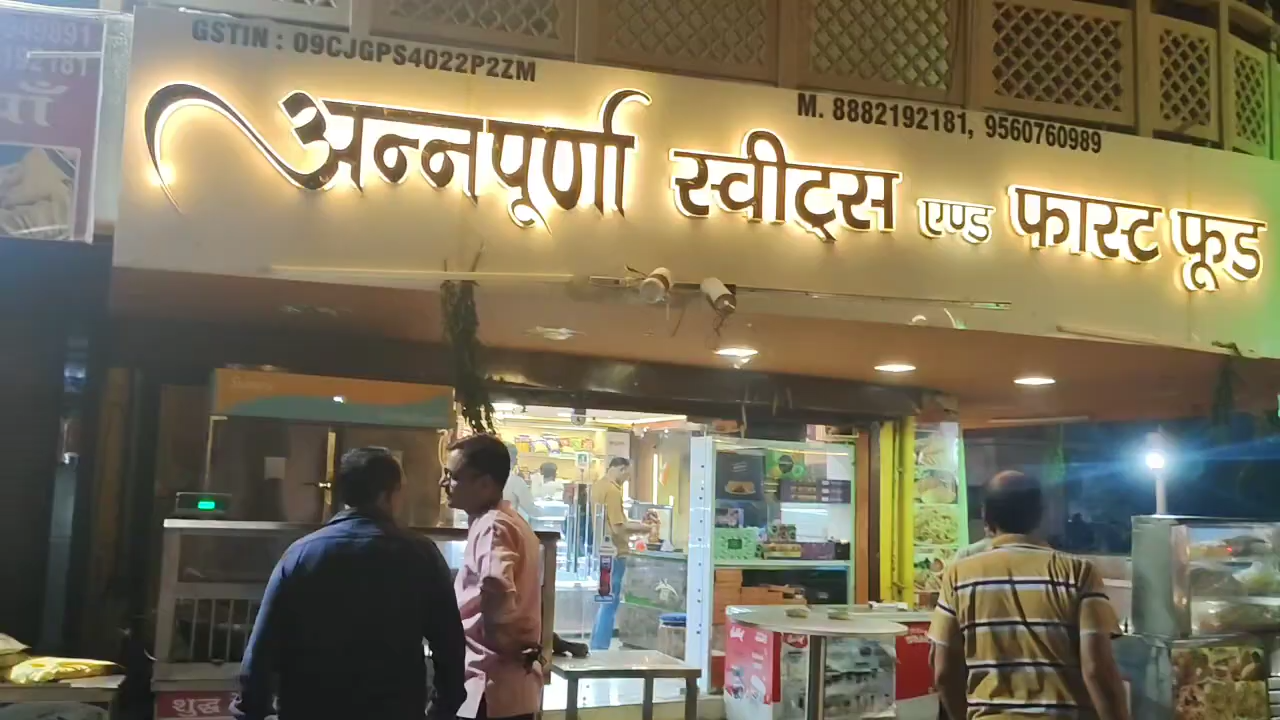 GSTIN : 09CJGPS4022P2ZM
M. 8882192181, 9560760989
अन्नपूर्णा स्वीट्स एण्ड फास्ट फूड
शुद्ध